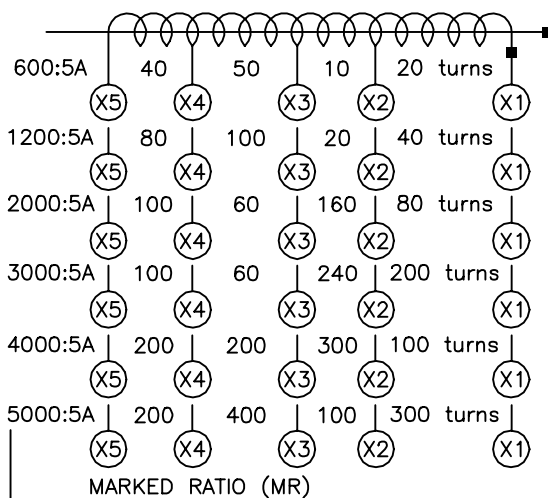 600:5A 40 50 10 20 turns
X5 X4 X3 X2 X1
1200:5A 80 100 20 40 turns
X5 X4 X3 X2 X1
2000:5A 100 60 160 80 turns
X5 X4 X3 X2 X1
3000:5A 100 60 240 200 turns
X5 X4 X3 X2 X1
4000:5A 200 200 300 100 turns
X5 X4 X3 X2 X1
5000:5A 200 400 100 300 turns
X5 X4 X3 X2 X1
MARKED RATIO (MR)